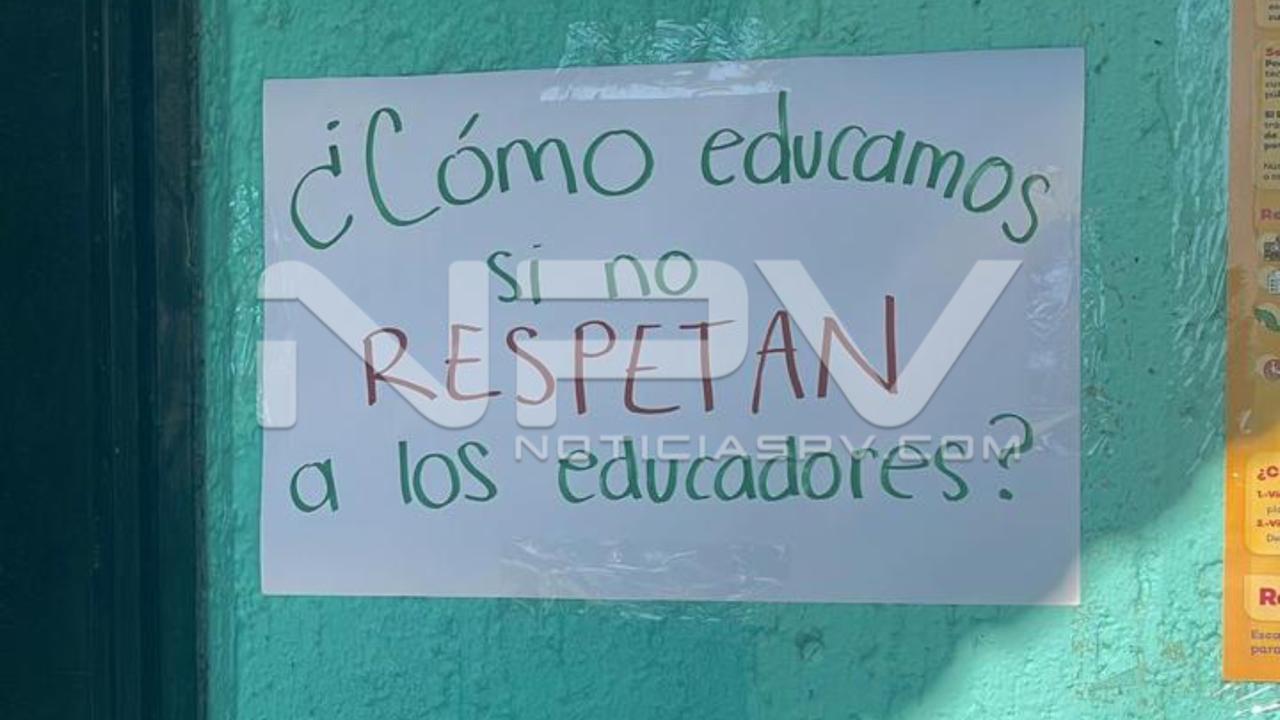 ¿Cómo educamos
si no
RESPETAN
a los educadores?
NPV
NOTICIASPV.COM